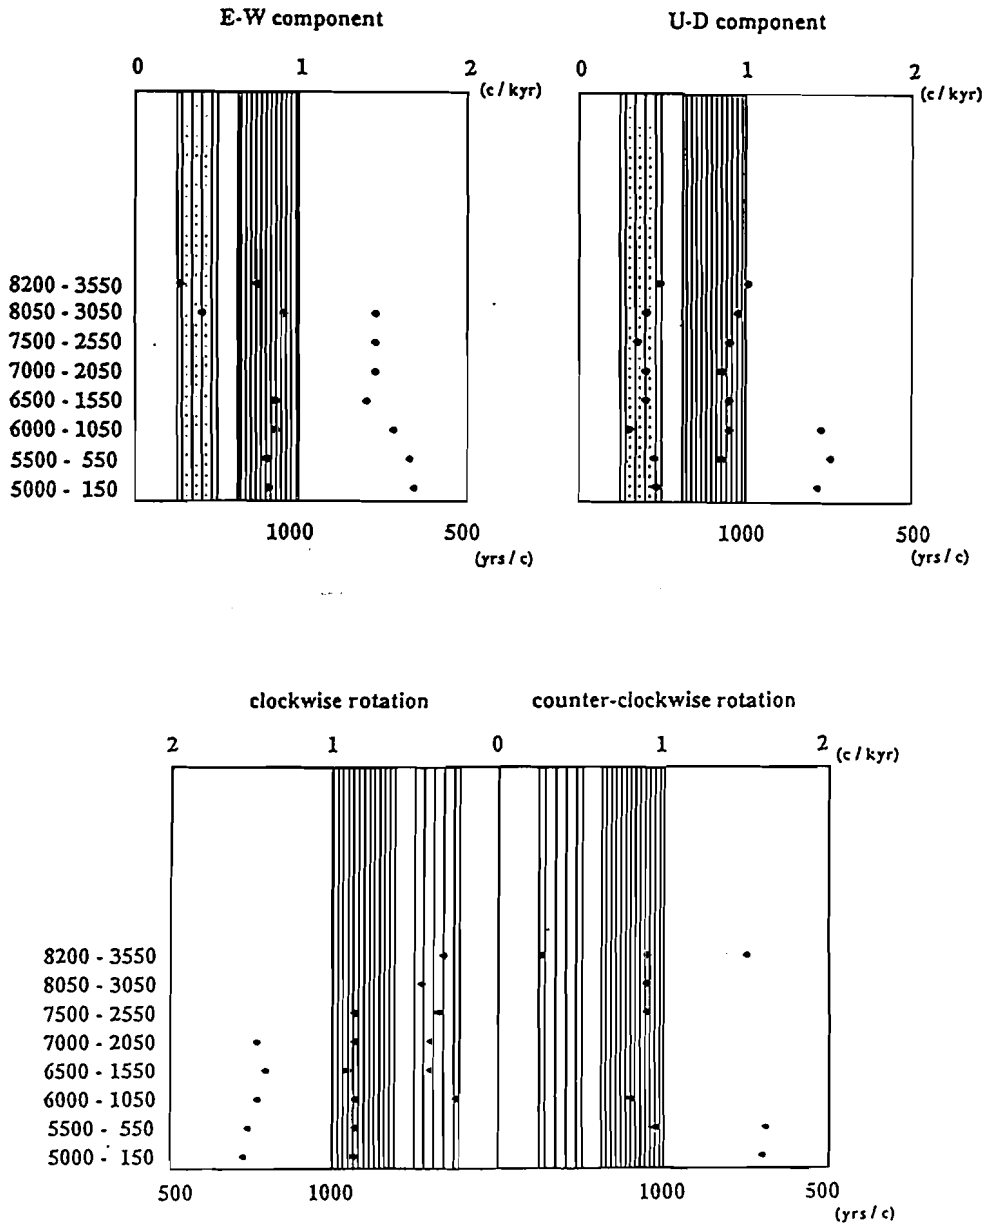 E-W component
U-D component
0 1 2
(c / kyr)
0 1 2
(c / kyr)
8200 - 3550
8050 - 3050
7500 - 2550
7000 - 2050
6500 - 1550
6000 - 1050
5500 - 550
5000 - 150
1000 500
(yrs / c)
1000 500
(yrs / c)
clockwise rotation
counter-clockwise rotation
2 1 0 1 2
(c / kyr)
8200 - 3550
8050 - 3050
7500 - 2550
7000 - 2050
6500 - 1550
6000 - 1050
5500 - 550
5000 - 150
500 1000 1000 500
(yrs / c)